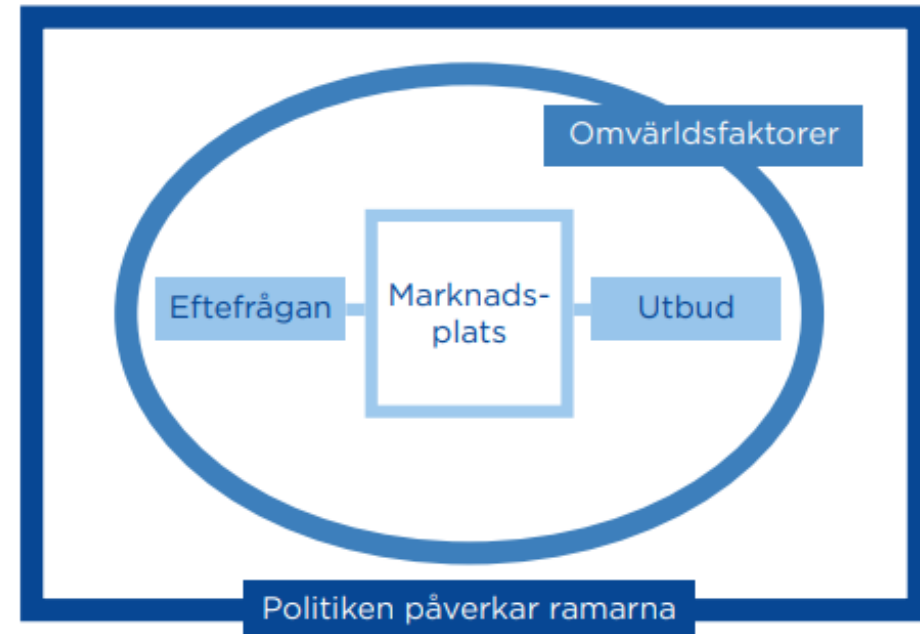 Omvärldsfaktorer
Eftefrågan
Marknads-
plats
Utbud
Politiken påverkar ramarna